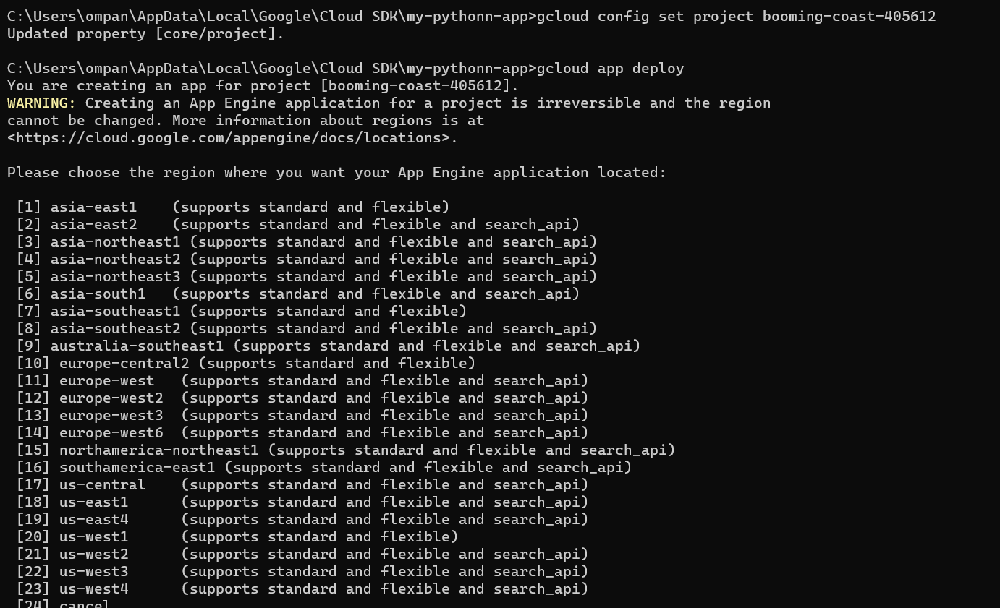 C:\Users\ompan\AppData\Local\Google\Cloud SDK\my-pythonn-app>gcloud config set project booming-coast-405612
Updated property [core/project].
C:\Users\ompan\AppData\Local\Google\Cloud SDK\my-pythonn-app>gcloud app deploy
You are creating an app for project [booming-coast-405612].
WARNING: Creating an App Engine application for a project is irreversible and the region
cannot be changed. More information about regions is at
<https://cloud.google.com/appengine/docs/locations>.
Please choose the region where you want your App Engine application located:
[1] asia-east1    (supports standard and flexible)
[2] asia-east2    (supports standard and flexible and search_api)
[3] asia-northeast1 (supports standard and flexible and search_api)
[4] asia-northeast2 (supports standard and flexible and search_api)
[5] asia-northeast3 (supports standard and flexible and search_api)
[6] asia-south1   (supports standard and flexible and search_api)
[7] asia-southeast1 (supports standard and flexible)
[8] asia-southeast2 (supports standard and flexible and search_api)
[9] australia-southeast1 (supports standard and flexible and search_api)
[10] europe-central2 (supports standard and flexible)
[11] europe-west   (supports standard and flexible and search_api)
[12] europe-west2  (supports standard and flexible and search_api)
[13] europe-west3  (supports standard and flexible and search_api)
[14] europe-west6  (supports standard and flexible and search_api)
[15] northamerica-northeast1 (supports standard and flexible and search_api)
[16] southamerica-east1 (supports standard and flexible and search_api)
[17] us-central    (supports standard and flexible and search_api)
[18] us-east1      (supports standard and flexible and search_api)
[19] us-east4      (supports standard and flexible and search_api)
[20] us-west1      (supports standard and flexible)
[21] us-west2      (supports standard and flexible and search_api)
[22] us-west3      (supports standard and flexible and search_api)
[23] us-west4      (supports standard and flexible and search_api)
[24] cancel